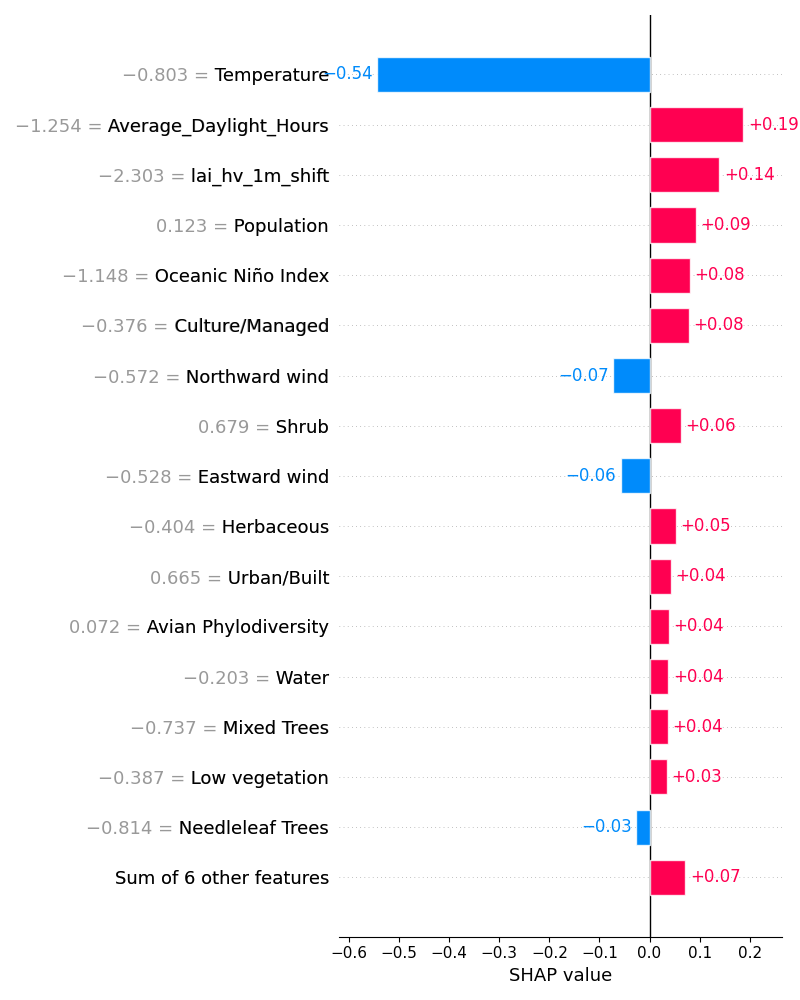 −0.803 = Temperature −0.54
−1.254 = Average_Daylight_Hours +0.19
−2.303 = lai_hv_1m_shift +0.14
0.123 = Population +0.09
−1.148 = Oceanic Niño Index +0.08
−0.376 = Culture/Managed +0.08
−0.572 = Northward wind −0.07
0.679 = Shrub +0.06
−0.528 = Eastward wind −0.06
−0.404 = Herbaceous +0.05
0.665 = Urban/Built +0.04
0.072 = Avian Phylodiversity +0.04
−0.203 = Water +0.04
−0.737 = Mixed Trees +0.04
−0.387 = Low vegetation +0.03
−0.814 = Needleleaf Trees −0.03
Sum of 6 other features +0.07
−0.6 −0.5 −0.4 −0.3 −0.2 −0.1 0.0 0.1 0.2
SHAP value